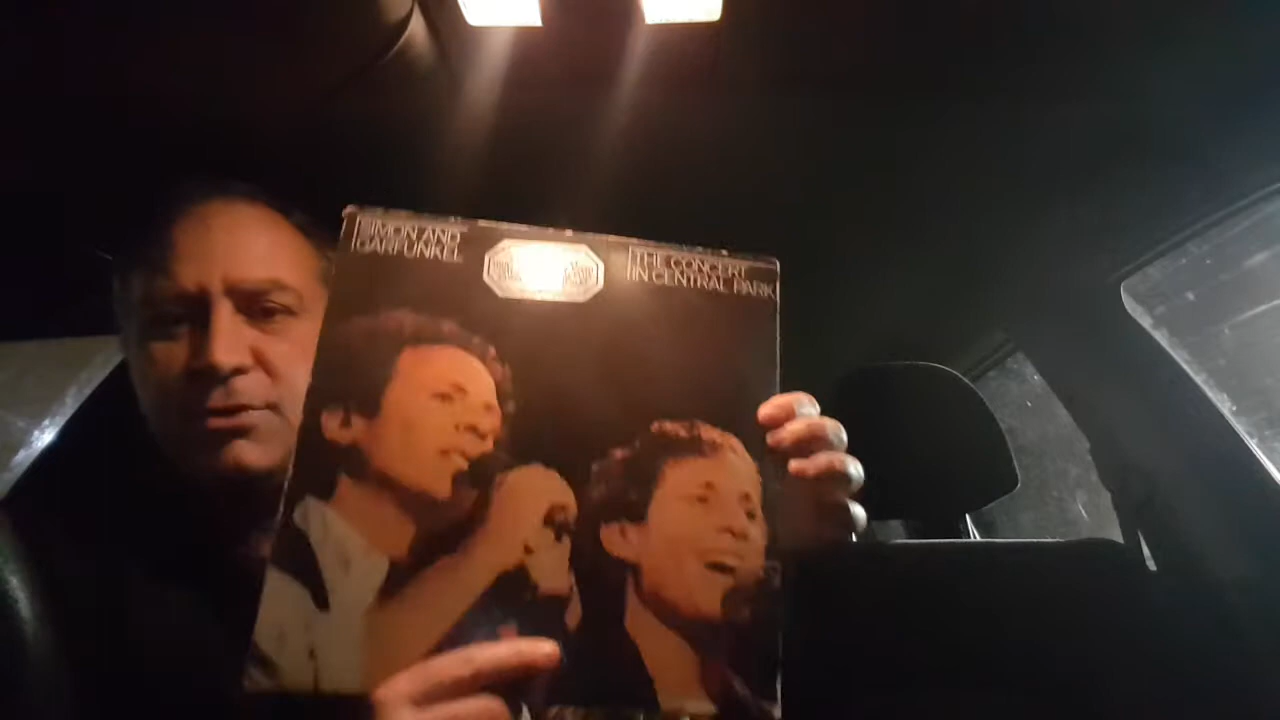 SIMON AND
GARFUNKEL
THE CONCERT
IN CENTRAL PARK